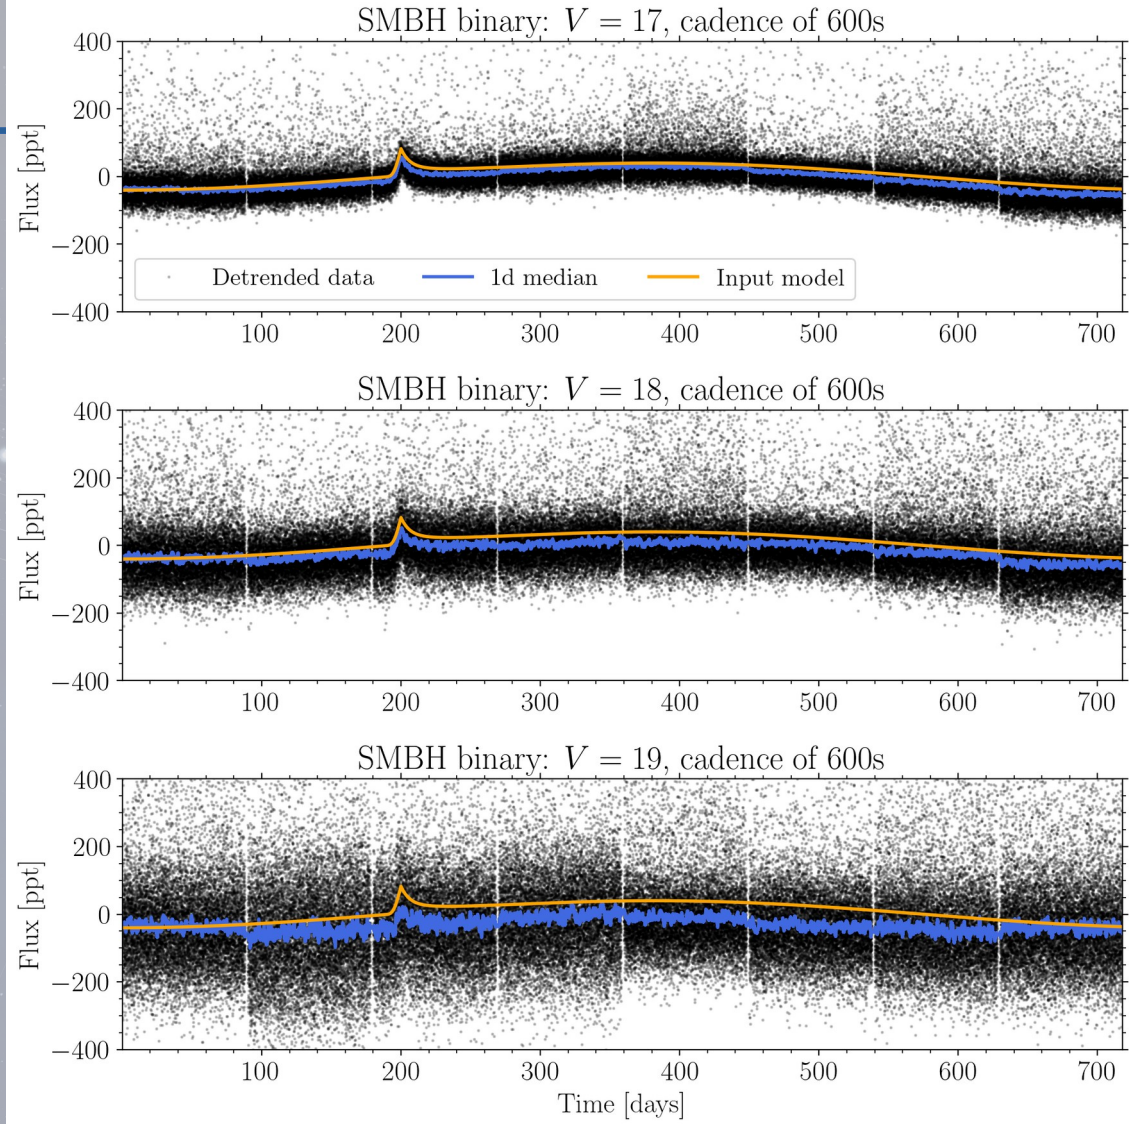 SMBH binary: V = 17, cadence of 600s
400
200
0
−200
−400
Flux [ppt]
Detrended data 1d median Input model
100 200 300 400 500 600 700
SMBH binary: V = 18, cadence of 600s
400
200
0
−200
−400
Flux [ppt]
100 200 300 400 500 600 700
SMBH binary: V = 19, cadence of 600s
400
200
0
−200
−400
Flux [ppt]
100 200 300 400 500 600 700
Time [days]